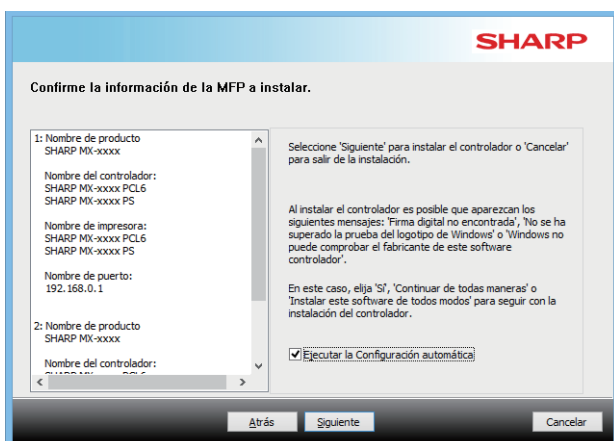 SHARP
Confirme la información de la MFP a instalar.
1: Nombre de producto
SHARP MX-xxxx
Nombre del controlador:
SHARP MX-xxxx PCL6
SHARP MX-xxxx PS
Nombre de impresora:
SHARP MX-xxxx PCL6
SHARP MX-xxxx PS
Nombre de puerto:
192.168.0.1
2: Nombre de producto
SHARP MX-xxxx
Nombre del controlador:
Seleccione 'Siguiente' para instalar el controlador o 'Cancelar'
para salir de la instalación.
Al instalar el controlador es posible que aparezcan los
siguientes mensajes: 'Firma digital no encontrada', 'No se ha
superado la prueba del logotipo de Windows' o 'Windows no
puede comprobar el fabricante de este software
controlador'.
En este caso, elija 'Sí', 'Continuar de todas maneras' o
'Instalar este software de todos modos' para seguir con la
instalación del controlador.
Ejecutar la Configuración automática
Atrás
Siguiente
Cancelar